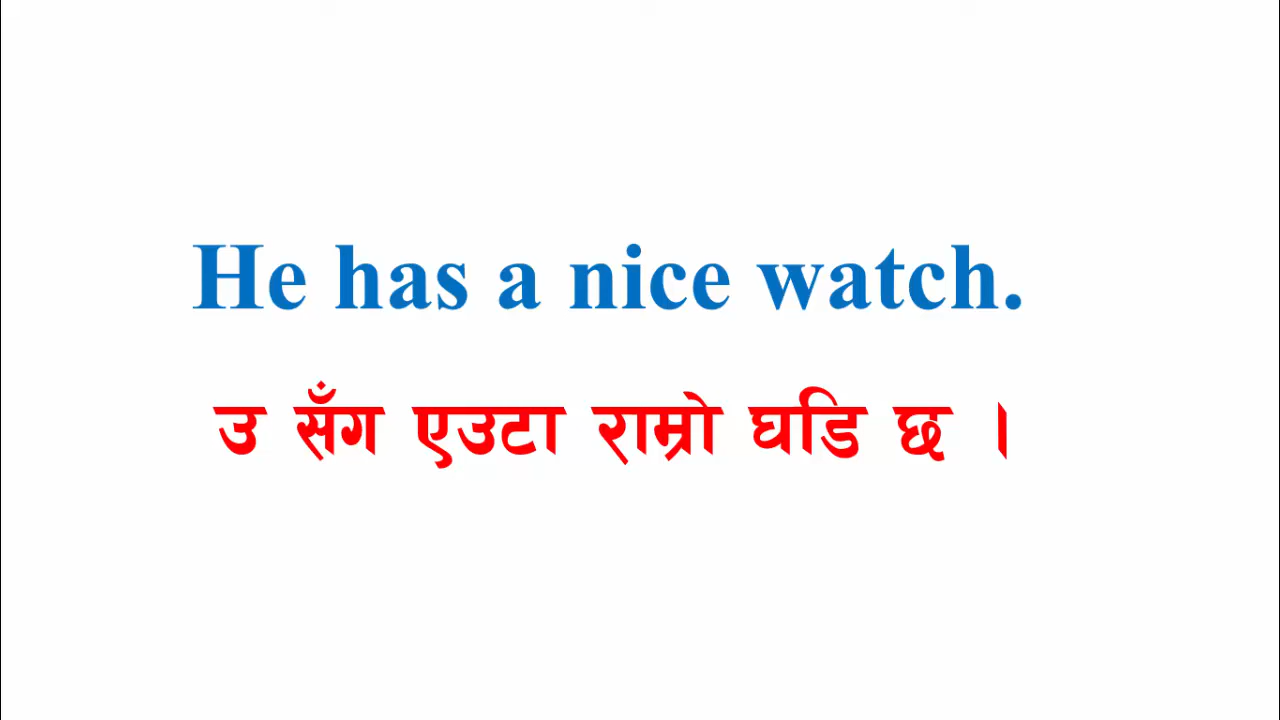 He has a nice watch.
उ सँग एउटा राम्रो घडि छ ।